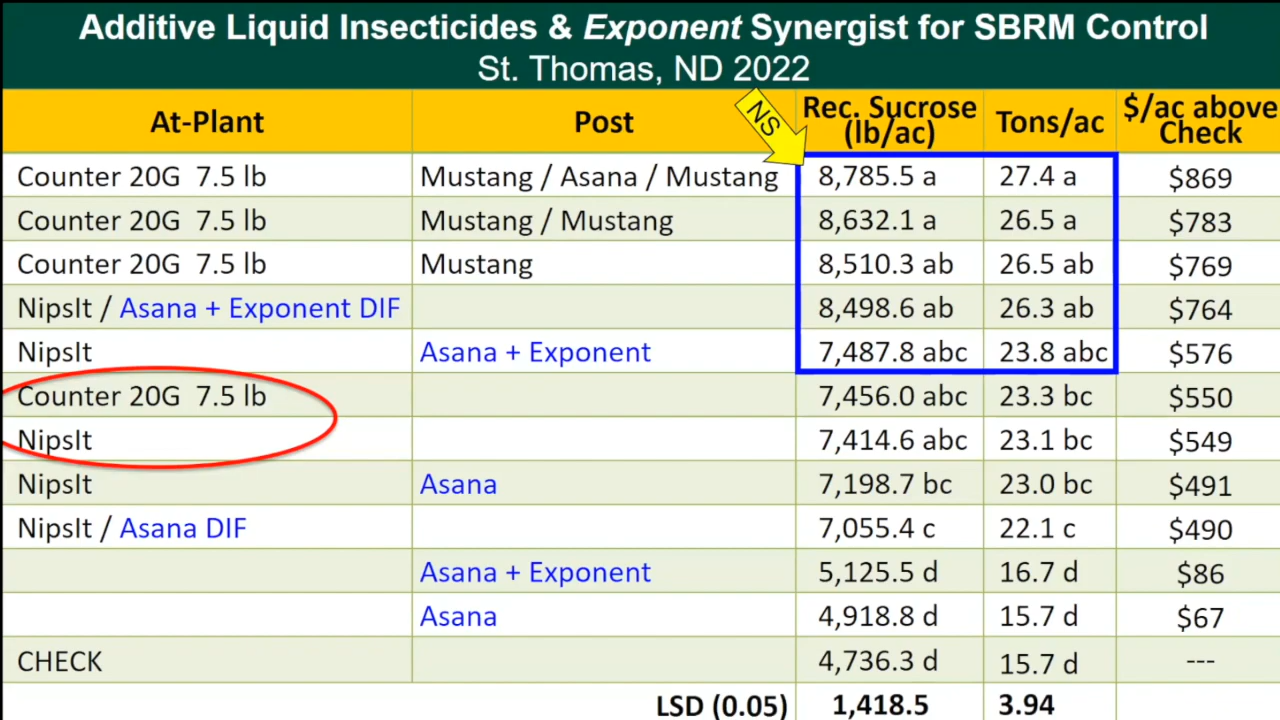 Additive Liquid Insecticides & Exponent Synergist for SBRM Control
St. Thomas, ND 2022
At-Plant Post NS Rec. Sucrose (lb/ac) Tons/ac $/ac above Check
Counter 20G 7.5 lb Mustang / Asana / Mustang 8,785.5 a 27.4 a $869
Counter 20G 7.5 lb Mustang / Mustang 8,632.1 a 26.5 a $783
Counter 20G 7.5 lb Mustang 8,510.3 ab 26.5 ab $769
NipsIt / Asana + Exponent DIF 8,498.6 ab 26.3 ab $764
NipsIt Asana + Exponent 7,487.8 abc 23.8 abc $576
Counter 20G 7.5 lb 7,456.0 abc 23.3 bc $550
NipsIt 7,414.6 abc 23.1 bc $549
NipsIt Asana 7,198.7 bc 23.0 bc $491
NipsIt / Asana DIF 7,055.4 c 22.1 c $490
Asana + Exponent 5,125.5 d 16.7 d $86
Asana 4,918.8 d 15.7 d $67
CHECK 4,736.3 d 15.7 d ---
LSD (0.05) 1,418.5 3.94